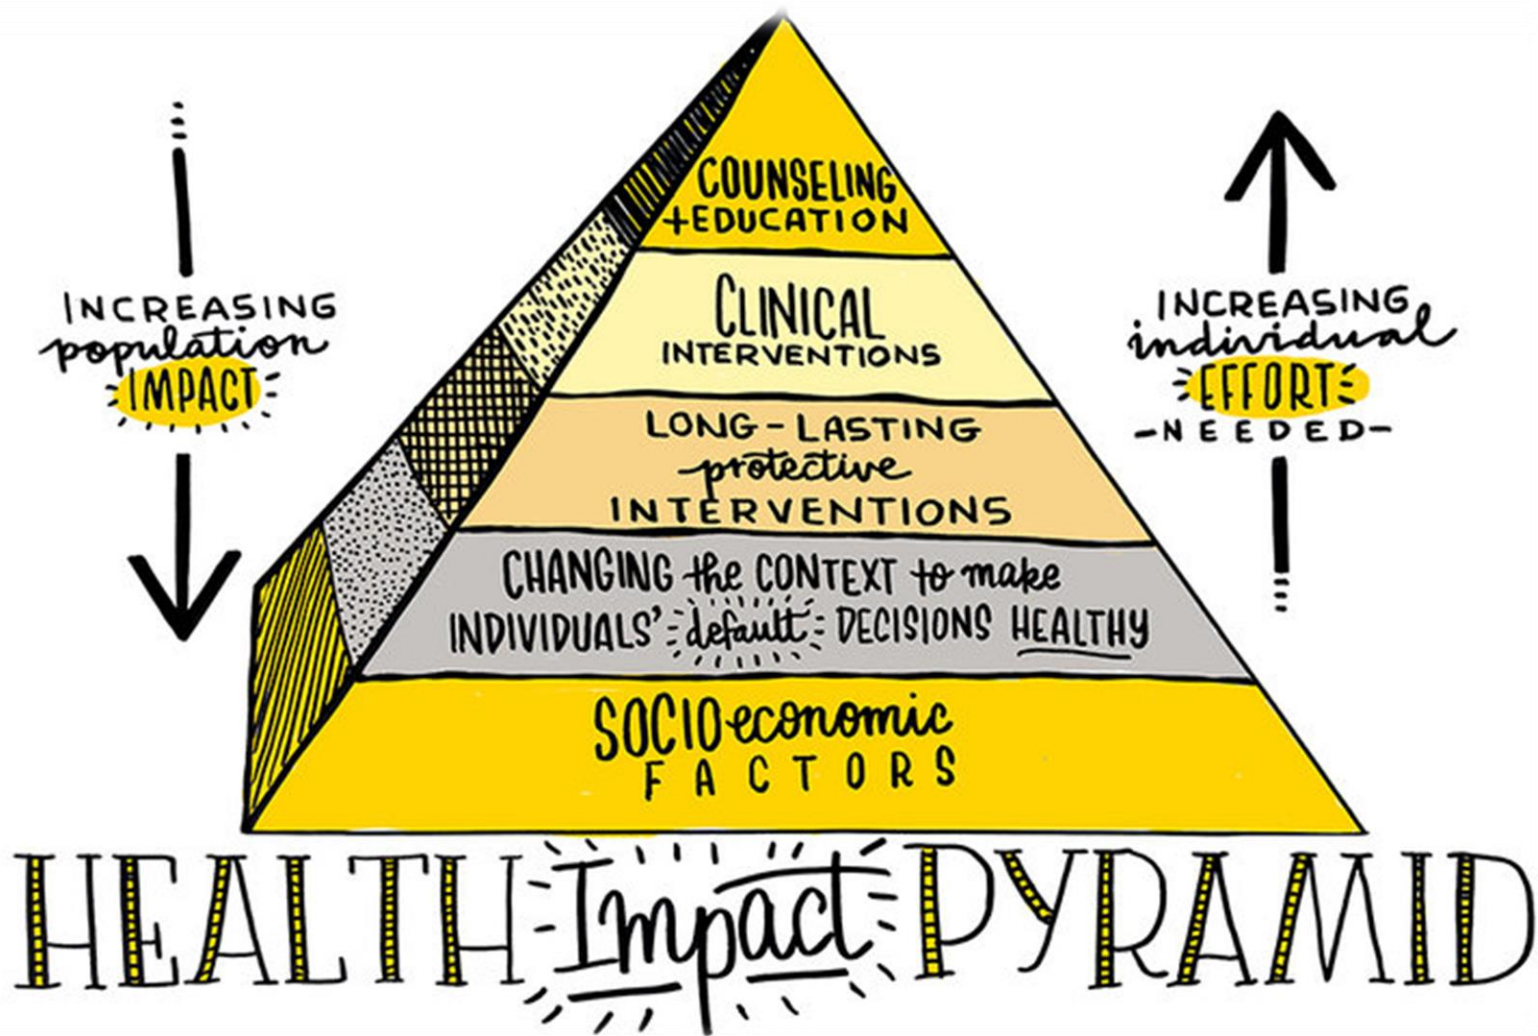 COUNSELING
+EDUCATION
CLINICAL
INTERVENTIONS
LONG-LASTING
protective
INTERVENTIONS
CHANGING the CONTEXT to make
INDIVIDUALS' default DECISIONS HEALTHY
SOCIOeconomic
FACTORS
INCREASING
population
IMPACT
INCREASING
individual
EFFORT
-NEEDED-
HEALTH Impact PYRAMID